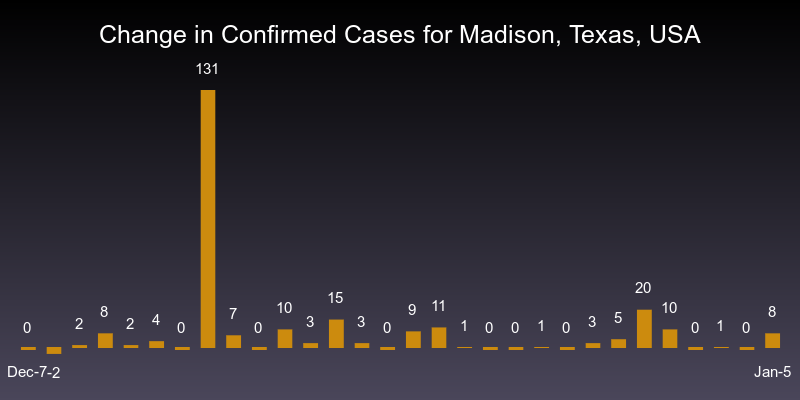 Change in Confirmed Cases for Madison, Texas, USA
131
20
15
10 11 10
8 7 9 8
0 2 2 4 0 0 3 3 0 1 0 0 1 0 3 5 0 1 0
Dec-7 -2 Jan-5